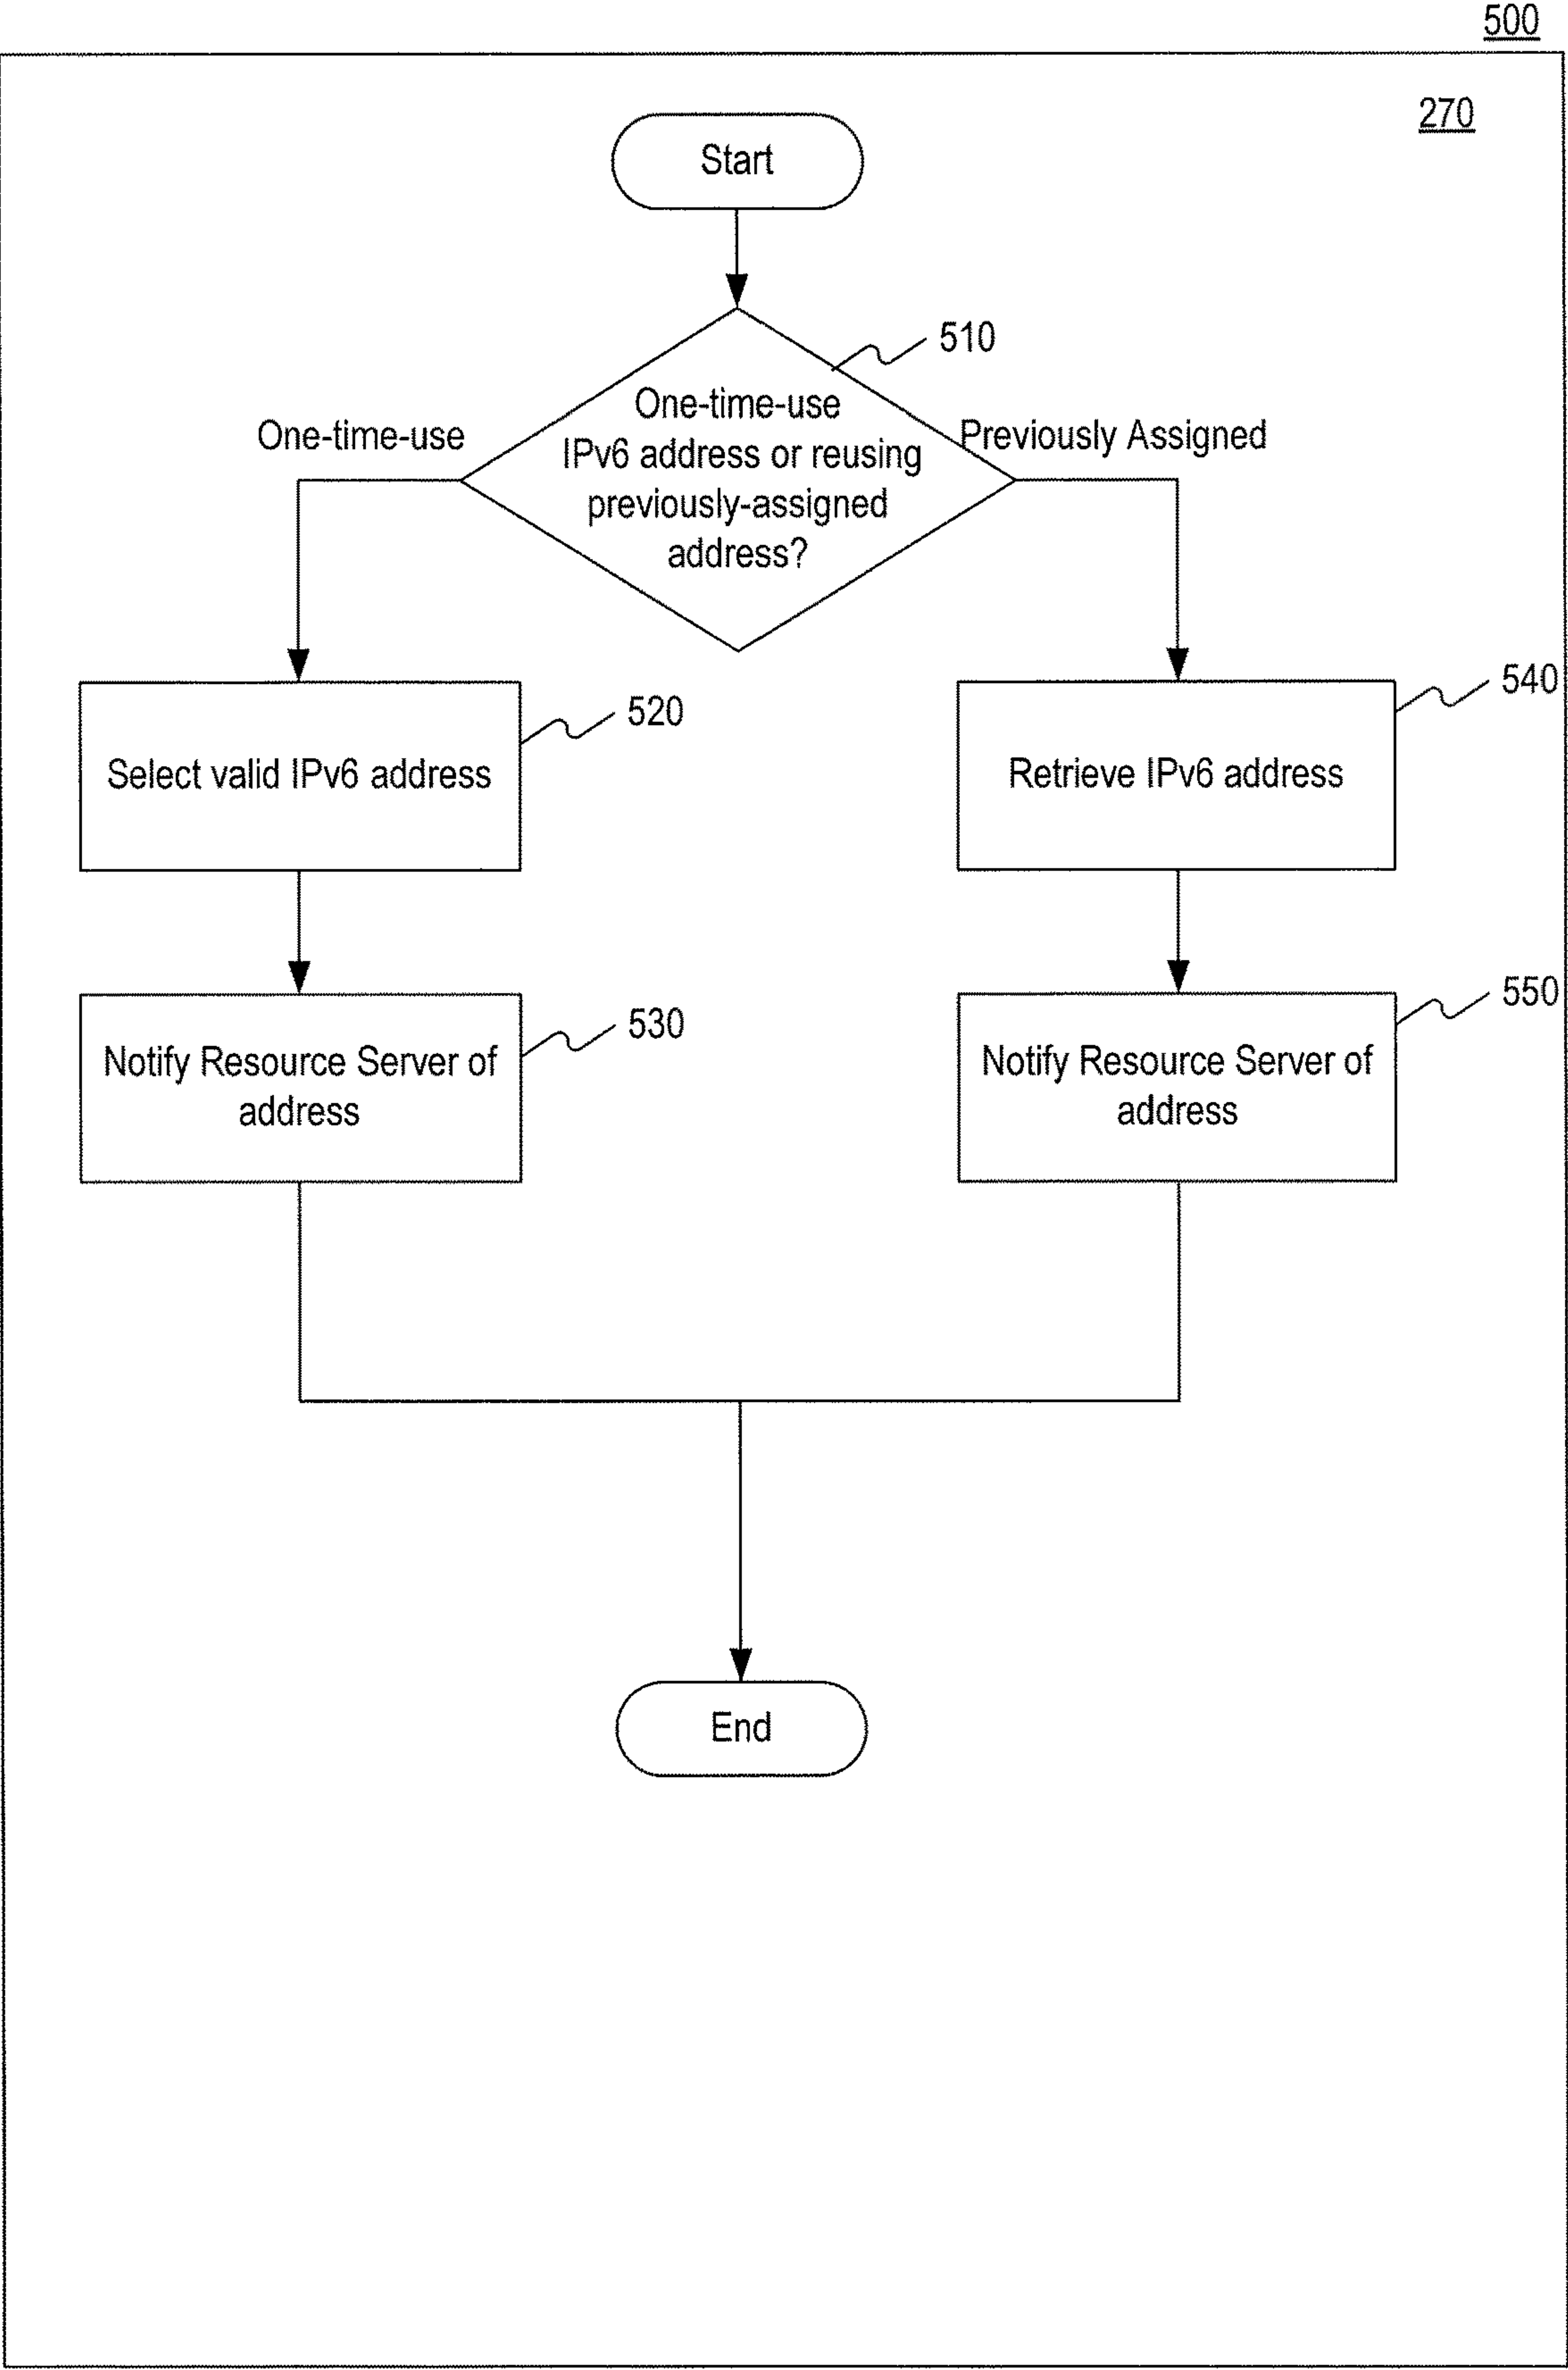 500
270
Start
510
One-time-use
IPv6 address or reusing
previously-assigned
address?
One-time-use
Previously Assigned
520
Select valid IPv6 address
540
Retrieve IPv6 address
530
Notify Resource Server of
address
550
Notify Resource Server of
address
End